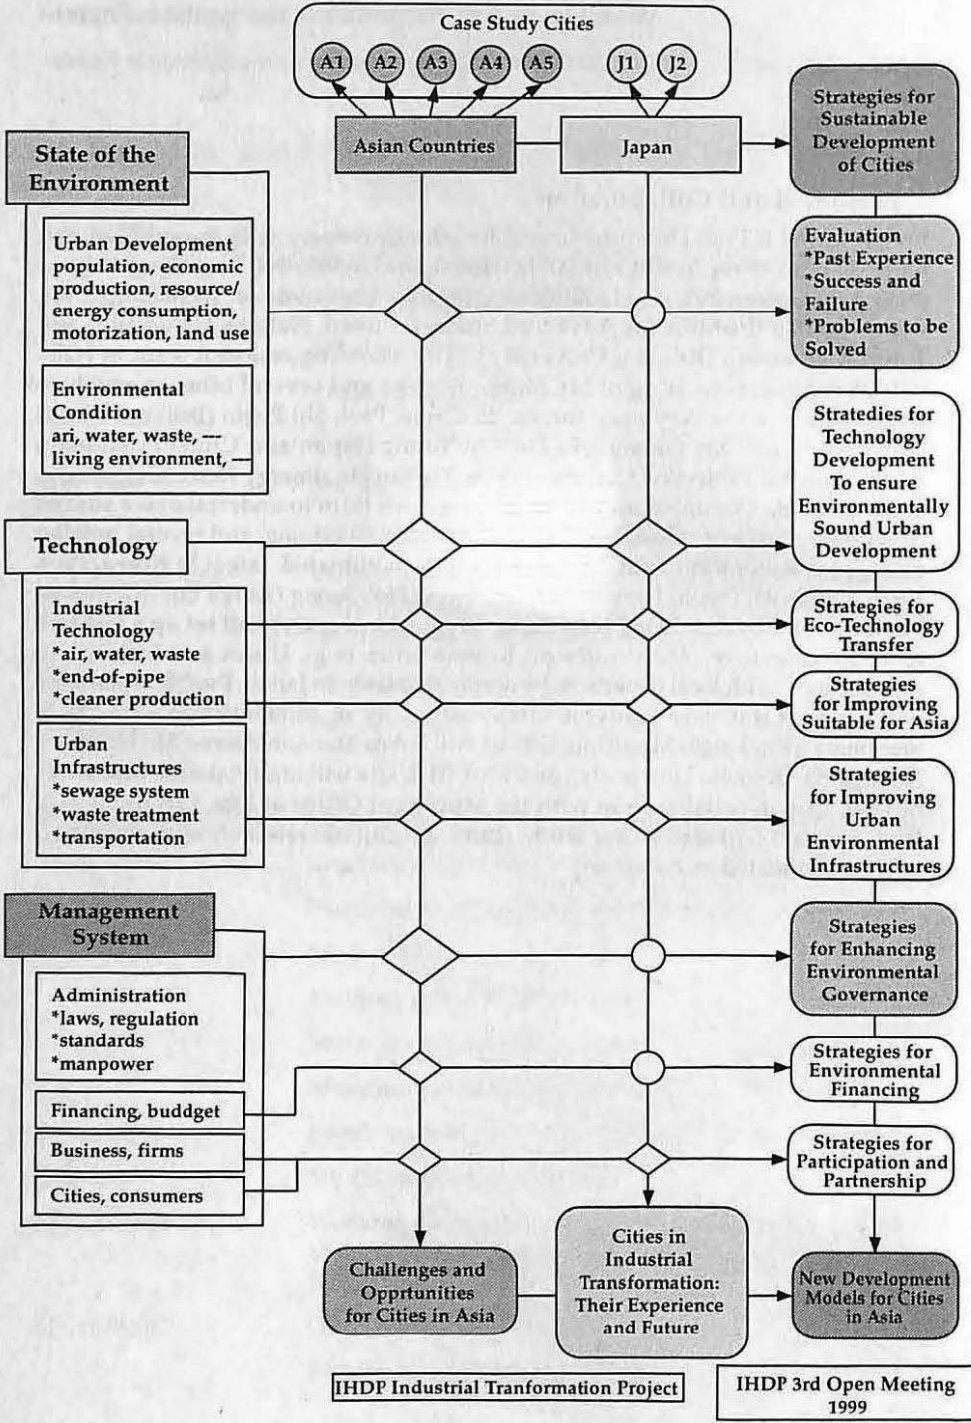 Case Study Cities
A1 A2 A3 A4 A5 J1 J2
Asian Countries
Japan
Strategies for
Sustainable
Development
of Cities
State of the
Environment
Urban Development
population, economic
production, resource/
energy consumption,
motorization, land use
Environmental
Condition
ari, water, waste, —
living environment, —
Evaluation
*Past Experience
*Success and
Failure
*Problems to be
Solved
Stratedies for
Technology
Development
To ensure
Environmentally
Sound Urban
Development
Technology
Industrial
Technology
*air, water, waste
*end-of-pipe
*cleaner production
Urban
Infrastructures
*sewage system
*waste treatment
*transportation
Strategies for
Eco-Technology
Transfer
Strategies
for Improving
Suitable for Asia
Strategies
for Improving
Urban
Environmental
Infrastructures
Management
System
Administration
*laws, regulation
*standards
*manpower
Financing, buddget
Business, firms
Cities, consumers
Strategies
for Enhancing
Environmental
Governance
Strategies for
Environmental
Financing
Strategies for
Participation and
Partnership
Challenges and
Opprtunities
for Cities in Asia
Cities in
Industrial
Transformation:
Their Experience
and Future
New Development
Models for Cities
in Asia
IHDP Industrial Tranformation Project
IHDP 3rd Open Meeting
1999